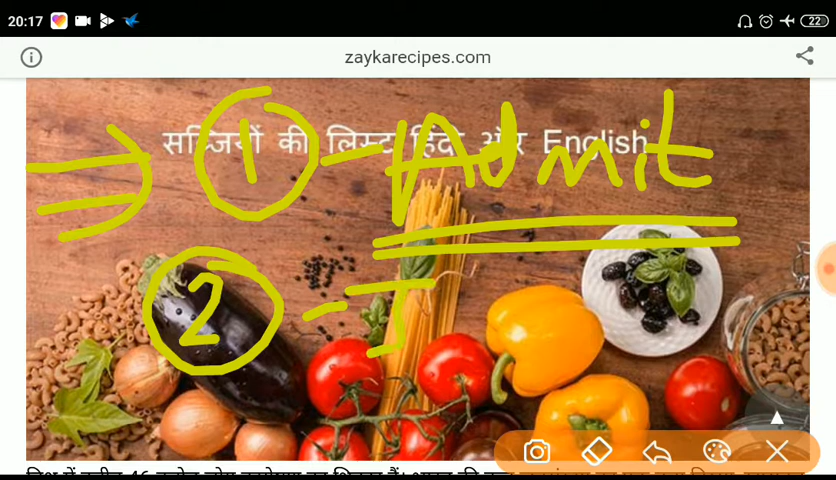 20:17
22
zaykarecipes.com
सब्जियों की लिस्ट हिंदी और English
⇒ 1 - Admit
2 - I